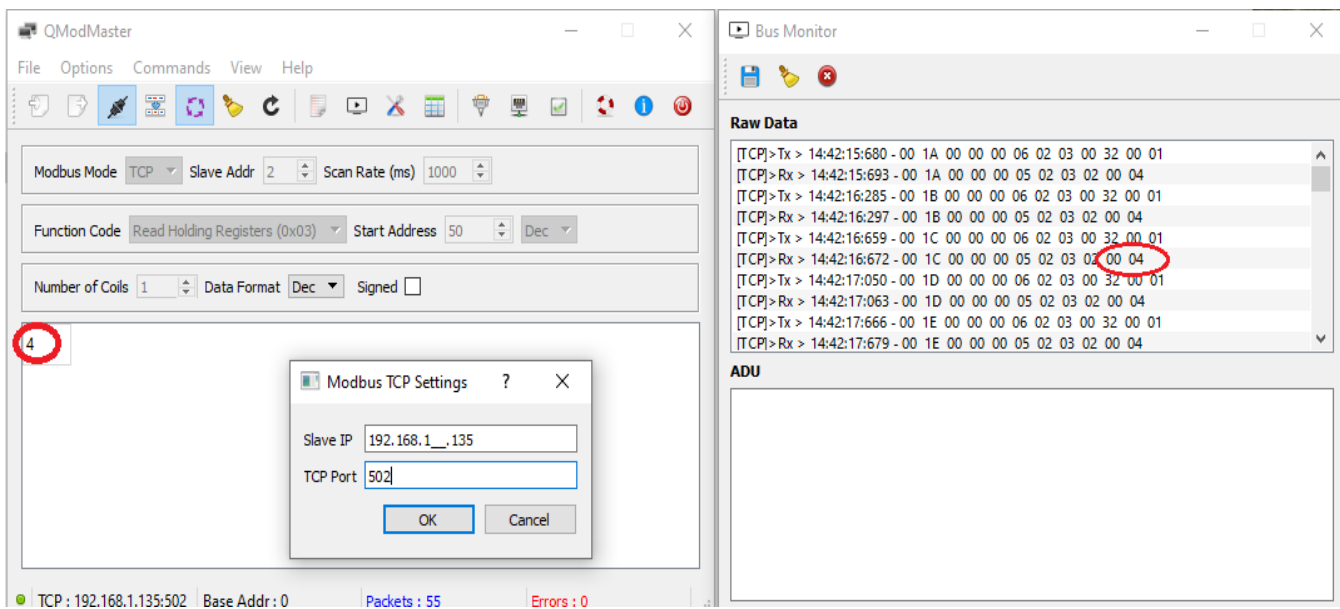 QModMaster
File Options Commands View Help
Modbus Mode TCP Slave Addr 2 Scan Rate (ms) 1000
Function Code Read Holding Registers (0x03) Start Address 50 Dec
Number of Coils 1 Data Format Dec Signed
4
Modbus TCP Settings ?
Slave IP 192.168.1__.135
TCP Port 502
OK Cancel
TCP : 192.168.1.135:502 Base Addr : 0 Packets : 55 Errors : 0
Bus Monitor
Raw Data
[TCP]>Tx > 14:42:15:680 - 00 1A 00 00 00 06 02 03 00 32 00 01
[TCP]>Rx > 14:42:15:693 - 00 1A 00 00 00 05 02 03 02 00 04
[TCP]>Tx > 14:42:16:285 - 00 1B 00 00 00 06 02 03 00 32 00 01
[TCP]>Rx > 14:42:16:297 - 00 1B 00 00 00 05 02 03 02 00 04
[TCP]>Tx > 14:42:16:659 - 00 1C 00 00 00 06 02 03 00 32 00 01
[TCP]>Rx > 14:42:16:672 - 00 1C 00 00 00 05 02 03 02 00 04
[TCP]>Tx > 14:42:17:050 - 00 1D 00 00 00 06 02 03 00 32 00 01
[TCP]>Rx > 14:42:17:063 - 00 1D 00 00 00 05 02 03 02 00 04
[TCP]>Tx > 14:42:17:666 - 00 1E 00 00 00 06 02 03 00 32 00 01
[TCP]>Rx > 14:42:17:679 - 00 1E 00 00 00 05 02 03 02 00 04
ADU